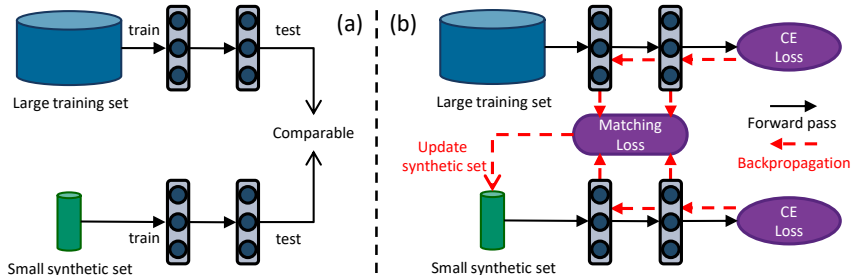 (a)
train
test
Large training set
Comparable
train
test
Small synthetic set
(b)
CE
Loss
Large training set
Matching
Loss
Forward pass
Backpropagation
Update
synthetic set
CE
Loss
Small synthetic set